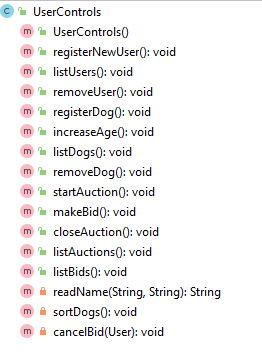 C UserControls
m UserControls()
m registerNewUser(): void
m listUsers(): void
m removeUser(): void
m registerDog(): void
m increaseAge(): void
m listDogs(): void
m removeDog(): void
m startAuction(): void
m makeBid(): void
m closeAuction(): void
m listAuctions(): void
m listBids(): void
m readName(String, String): String
m sortDogs(): void
m cancelBid(User): void